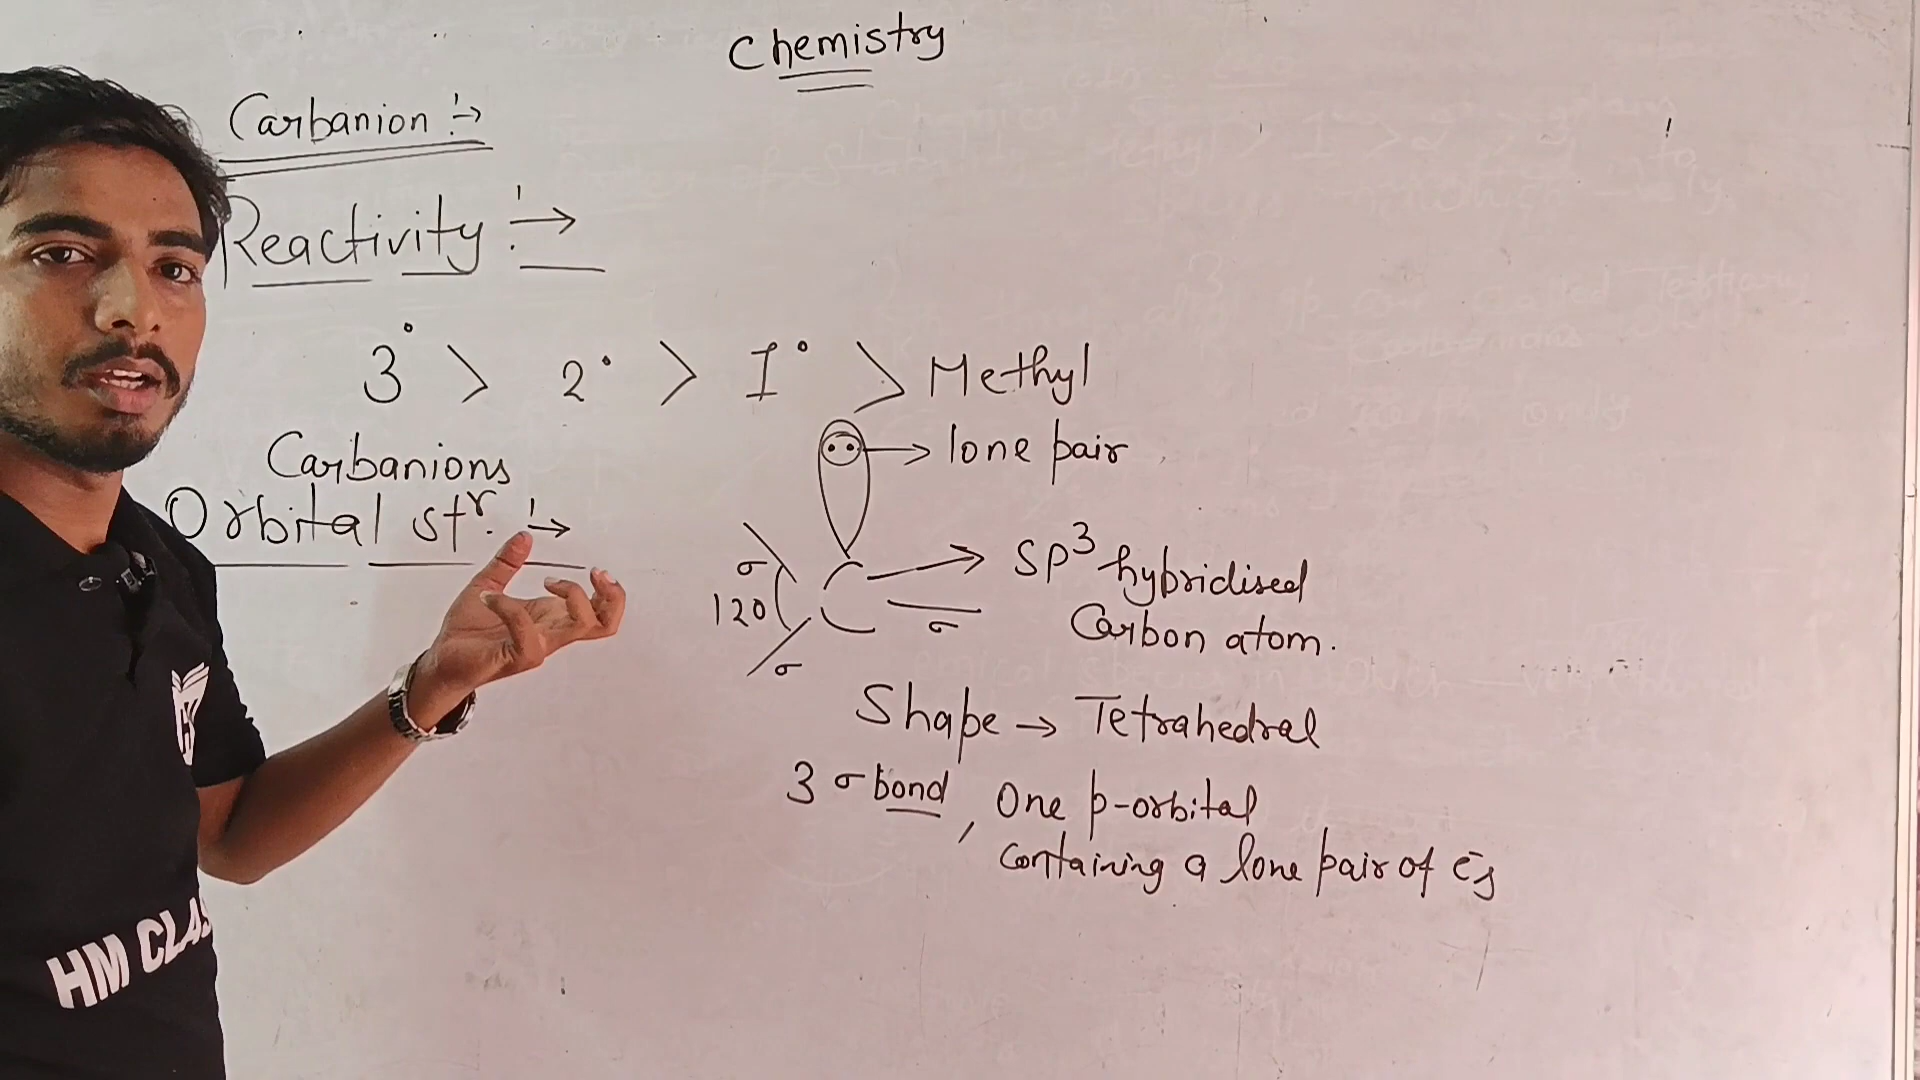 Chemistry
Carbanion :→
Reactivity :→
3° > 2° > 1° > Methyl
Carbanions
lone pair
Orbital str. :→
σ
120
σ
σ
C
SP³ hybridised
Carbon atom.
Shape → Tetrahedral
3 σ bond, One p-orbital
Containing a lone pair of e⁻s
HM CLAS